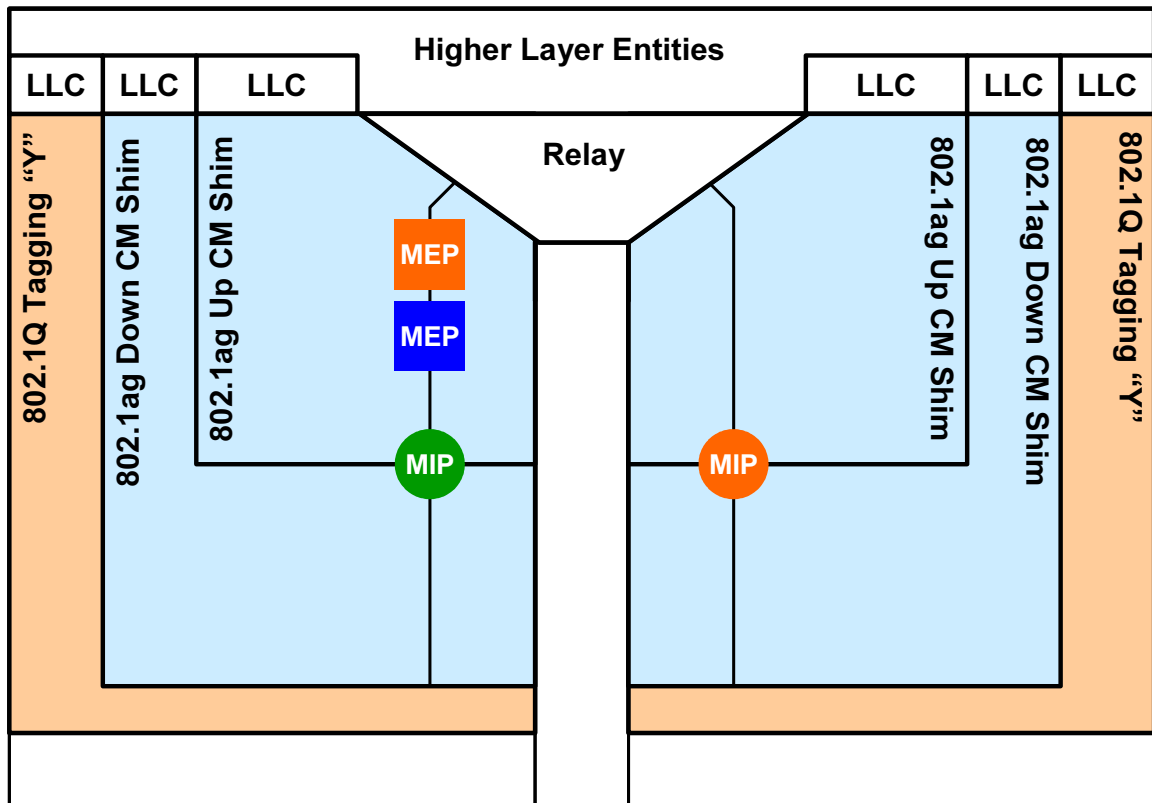 Higher Layer Entities
LLC
LLC
LLC
LLC
LLC
LLC
Relay
802.1Q Tagging “Y”
802.1ag Down CM Shim
802.1ag Up CM Shim
MEP
MEP
MIP
MIP
802.1ag Up CM Shim
802.1ag Down CM Shim
802.1Q Tagging “Y”